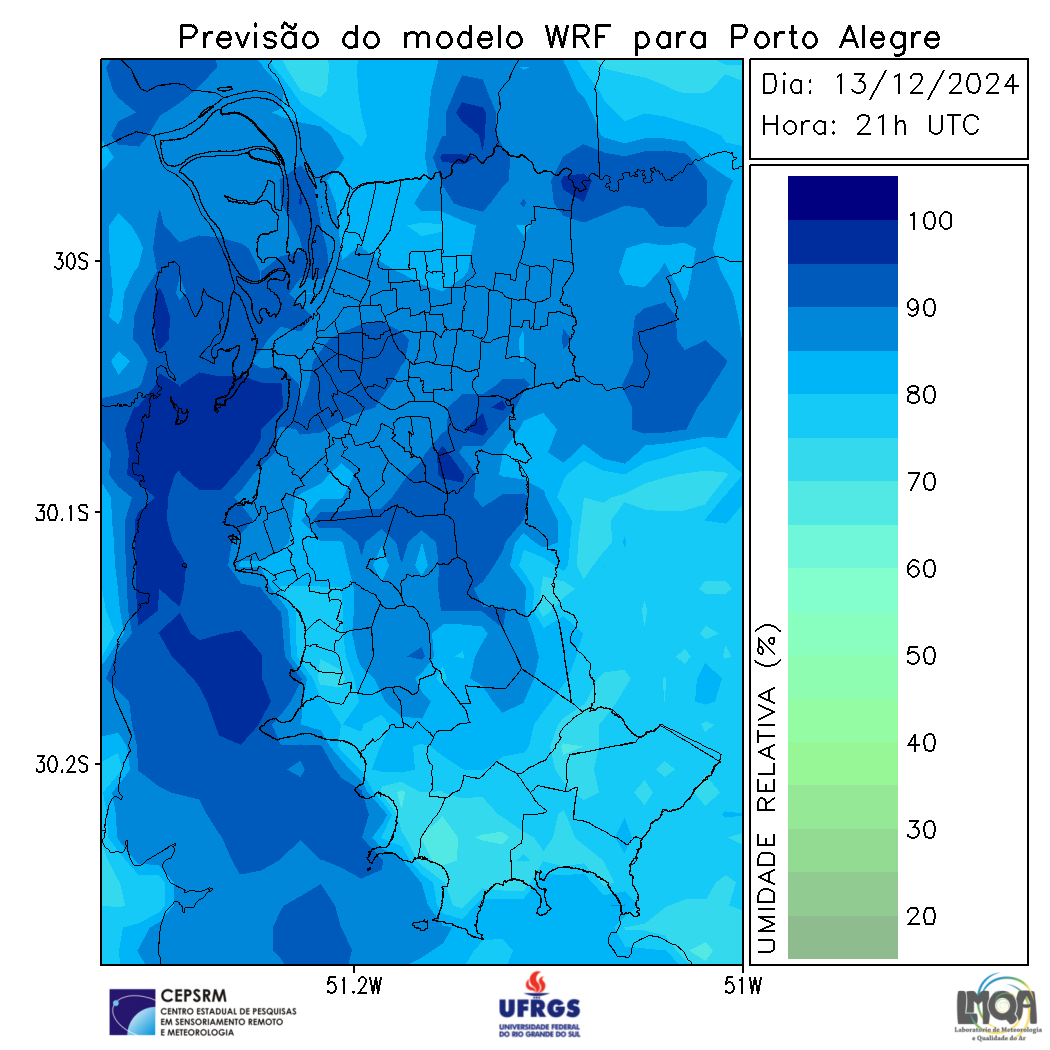 Previsão do modelo WRF para Porto Alegre
Dia: 13/12/2024
Hora: 21h UTC
100
90
80
70
60
50
40
30
20
UMIDADE RELATIVA (%)
30S
30.1S
30.2S
51.2W
51W
CEPSRM
CENTRO ESTADUAL DE PESQUISAS
EM SENSORIAMENTO REMOTO
E METEOROLOGIA
UFRGS
UNIVERSIDADE FEDERAL
DO RIO GRANDE DO SUL
LMQA
Laboratório de Meteorologia
e Qualidade do Ar